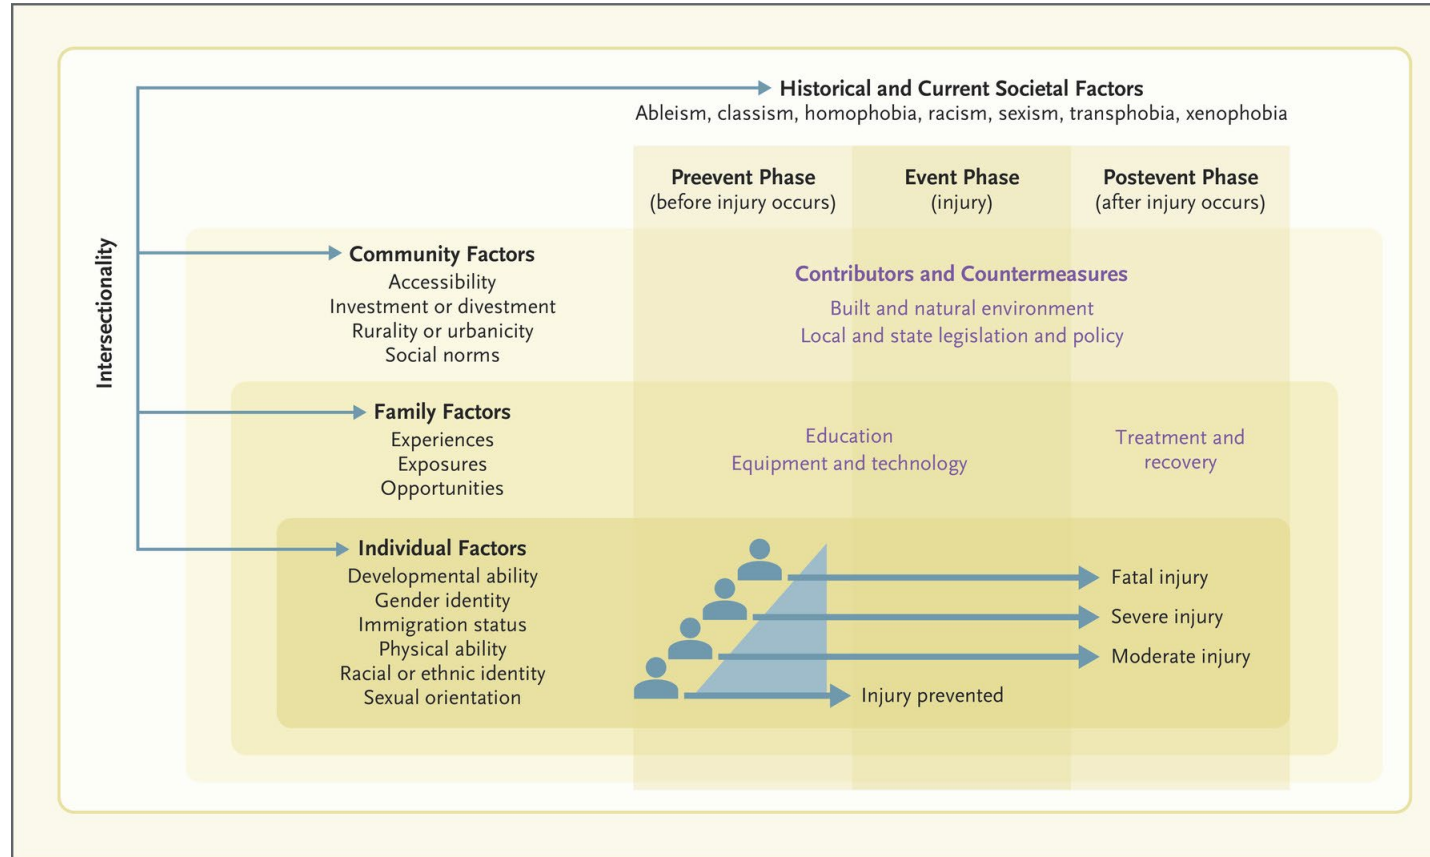 Historical and Current Societal Factors
Ableism, classism, homophobia, racism, sexism, transphobia, xenophobia
Preevent Phase
(before injury occurs)
Event Phase
(injury)
Postevent Phase
(after injury occurs)
Intersectionality
Community Factors
Accessibility
Investment or divestment
Rurality or urbanicity
Social norms
Contributors and Countermeasures
Built and natural environment
Local and state legislation and policy
Family Factors
Experiences
Exposures
Opportunities
Education
Equipment and technology
Treatment and
recovery
Individual Factors
Developmental ability
Gender identity
Immigration status
Physical ability
Racial or ethnic identity
Sexual orientation
Fatal injury
Severe injury
Moderate injury
Injury prevented